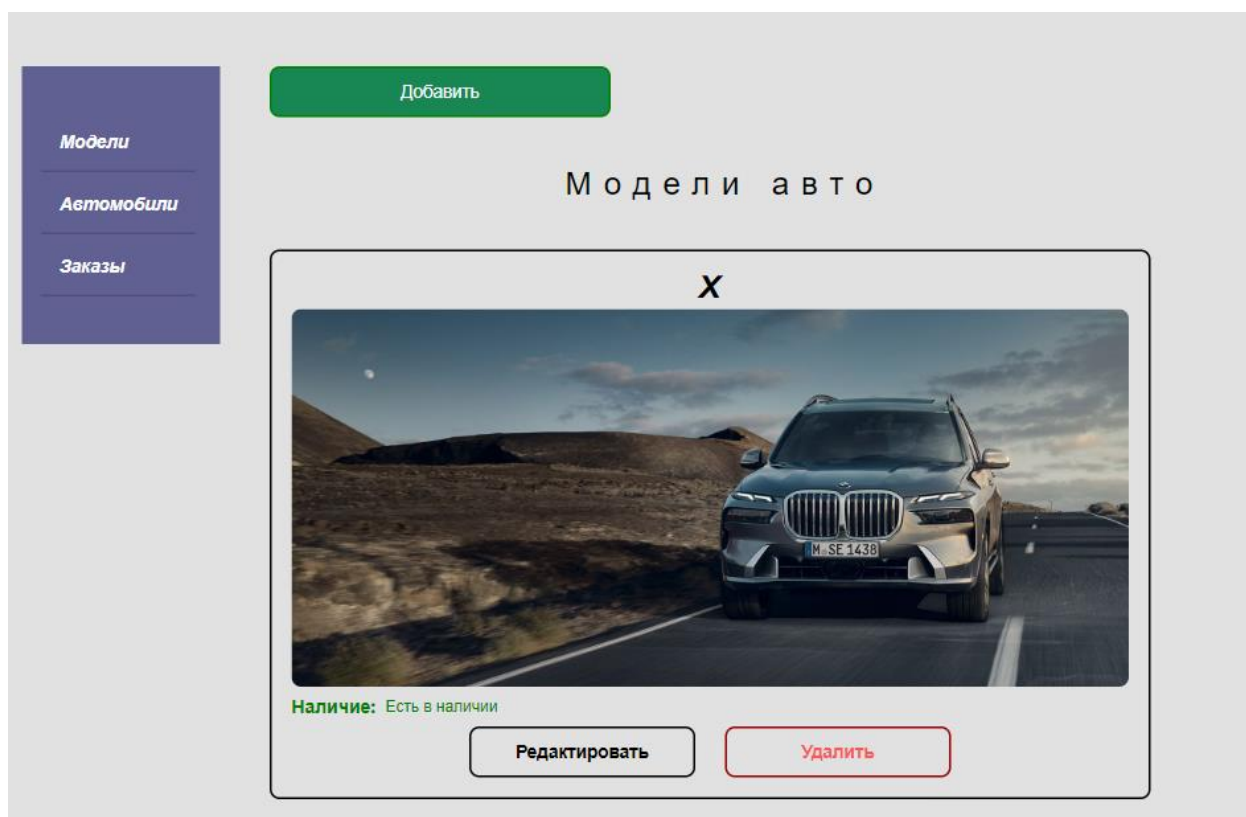 Добавить
Модели
Автомобили
Заказы
Модели авто
X
M SE 1438
Наличие: Есть в наличии
Редактировать
Удалить